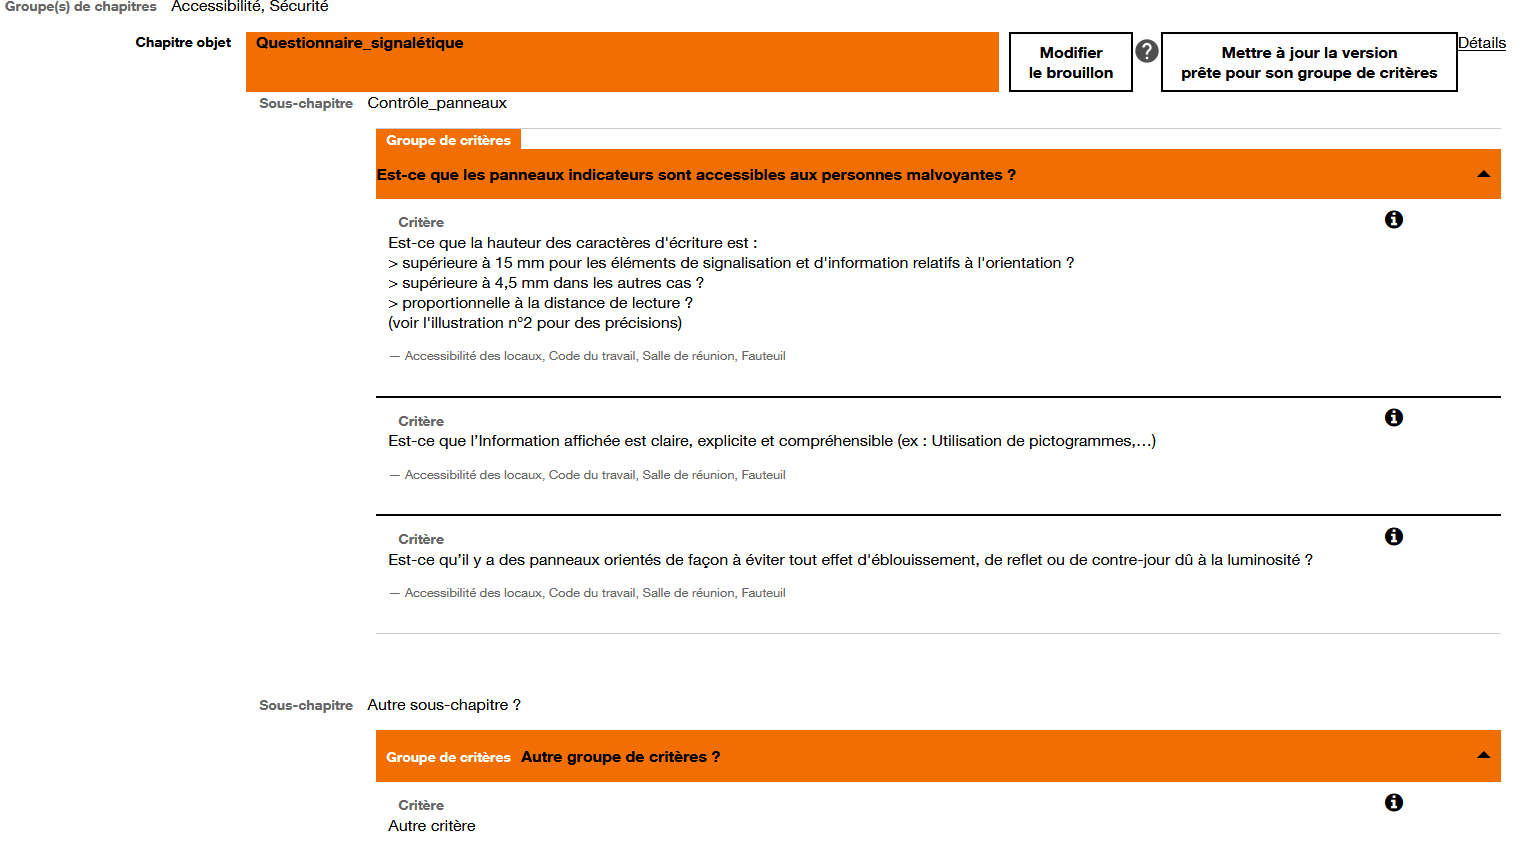 Groupe(s) de chapitres Accessibilité, Sécurité
Chapitre objet Questionnaire_signalétique
Modifier
le brouillon
?
Mettre à jour la version
prête pour son groupe de critères
Détails
Sous-chapitre Contrôle_panneaux
Groupe de critères
Est-ce que les panneaux indicateurs sont accessibles aux personnes malvoyantes ?
Critère
Est-ce que la hauteur des caractères d'écriture est :
> supérieure à 15 mm pour les éléments de signalisation et d'information relatifs à l'orientation ?
> supérieure à 4,5 mm dans les autres cas ?
> proportionnelle à la distance de lecture ?
(voir l'illustration n°2 pour des précisions)
— Accessibilité des locaux, Code du travail, Salle de réunion, Fauteuil
Critère
Est-ce que l’Information affichée est claire, explicite et compréhensible (ex : Utilisation de pictogrammes,…)
— Accessibilité des locaux, Code du travail, Salle de réunion, Fauteuil
Critère
Est-ce qu’il y a des panneaux orientés de façon à éviter tout effet d'éblouissement, de reflet ou de contre-jour dû à la luminosité ?
— Accessibilité des locaux, Code du travail, Salle de réunion, Fauteuil
Sous-chapitre Autre sous-chapitre ?
Groupe de critères Autre groupe de critères ?
Critère
Autre critère